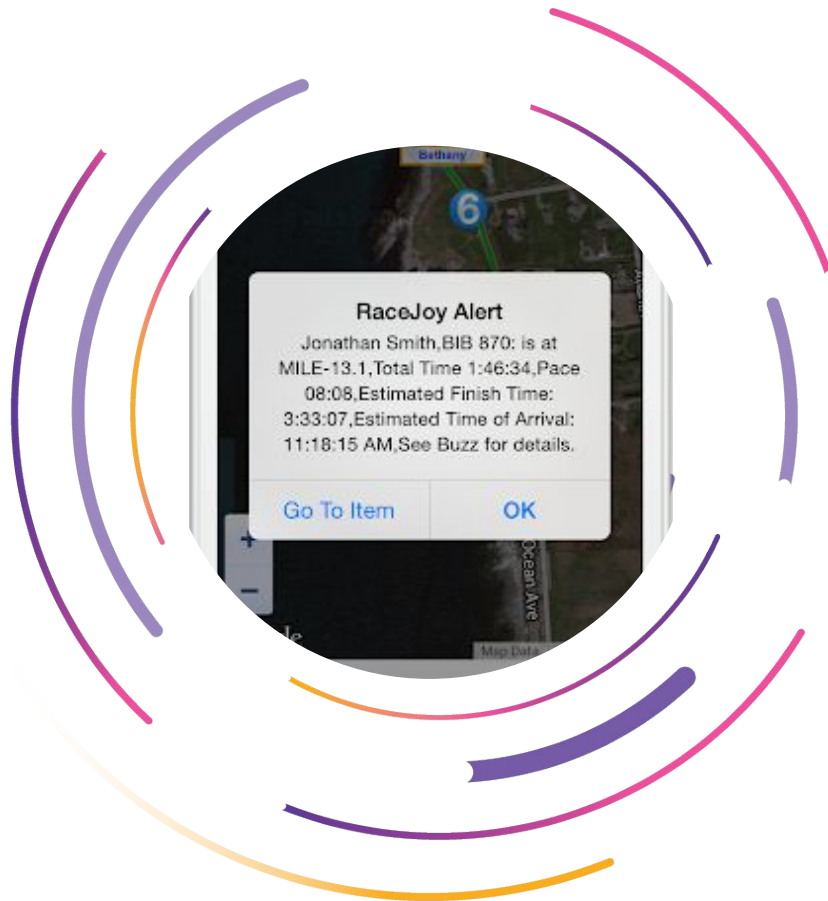 Bethany
6
RaceJoy Alert
Jonathan Smith,BIB 870: is at
MILE-13.1,Total Time 1:46:34,Pace
08:08,Estimated Finish Time:
3:33:07,Estimated Time of Arrival:
11:18:15 AM,See Buzz for details.
Go To Item
OK
+
−
Ocean Ave
Map Data